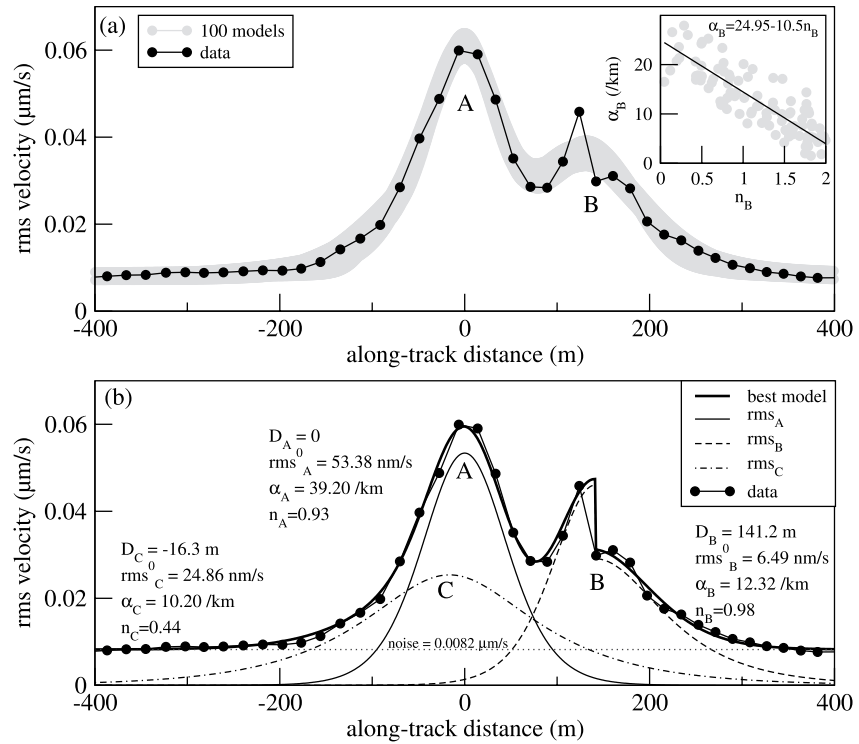 (a)
100 models
data
0.06
0.04
0.02
0
rms velocity (μm/s)
-400 -200 0 200 400
along-track distance (m)
A
B
α_B=24.95-10.5n_B
20
10
0
α_B (/km)
0 0.5 1 1.5 2
n_B
(b)
0.06
0.04
0.02
0
rms velocity (μm/s)
-400 -200 0 200 400
along-track distance (m)
best model
rms_A
rms_B
rms_C
data
D_A = 0
rms^0_A = 53.38 nm/s
α_A = 39.20 /km
n_A=0.93
D_C = -16.3 m
rms^0_C = 24.86 nm/s
α_C = 10.20 /km
n_C=0.44
D_B = 141.2 m
rms^0_B = 6.49 nm/s
α_B = 12.32 /km
n_B=0.98
A
B
C
noise = 0.0082 μm/s